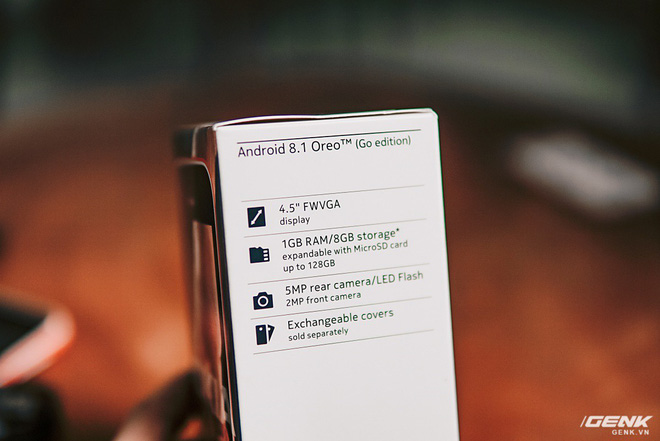 Android 8.1 Oreo™ (Go edition)
4.5" FWVGA
display
1GB RAM/8GB storage*
expandable with MicroSD card
up to 128GB
5MP rear camera/LED Flash
2MP front camera
Exchangeable covers
sold separately
/GENK
GENK.VN